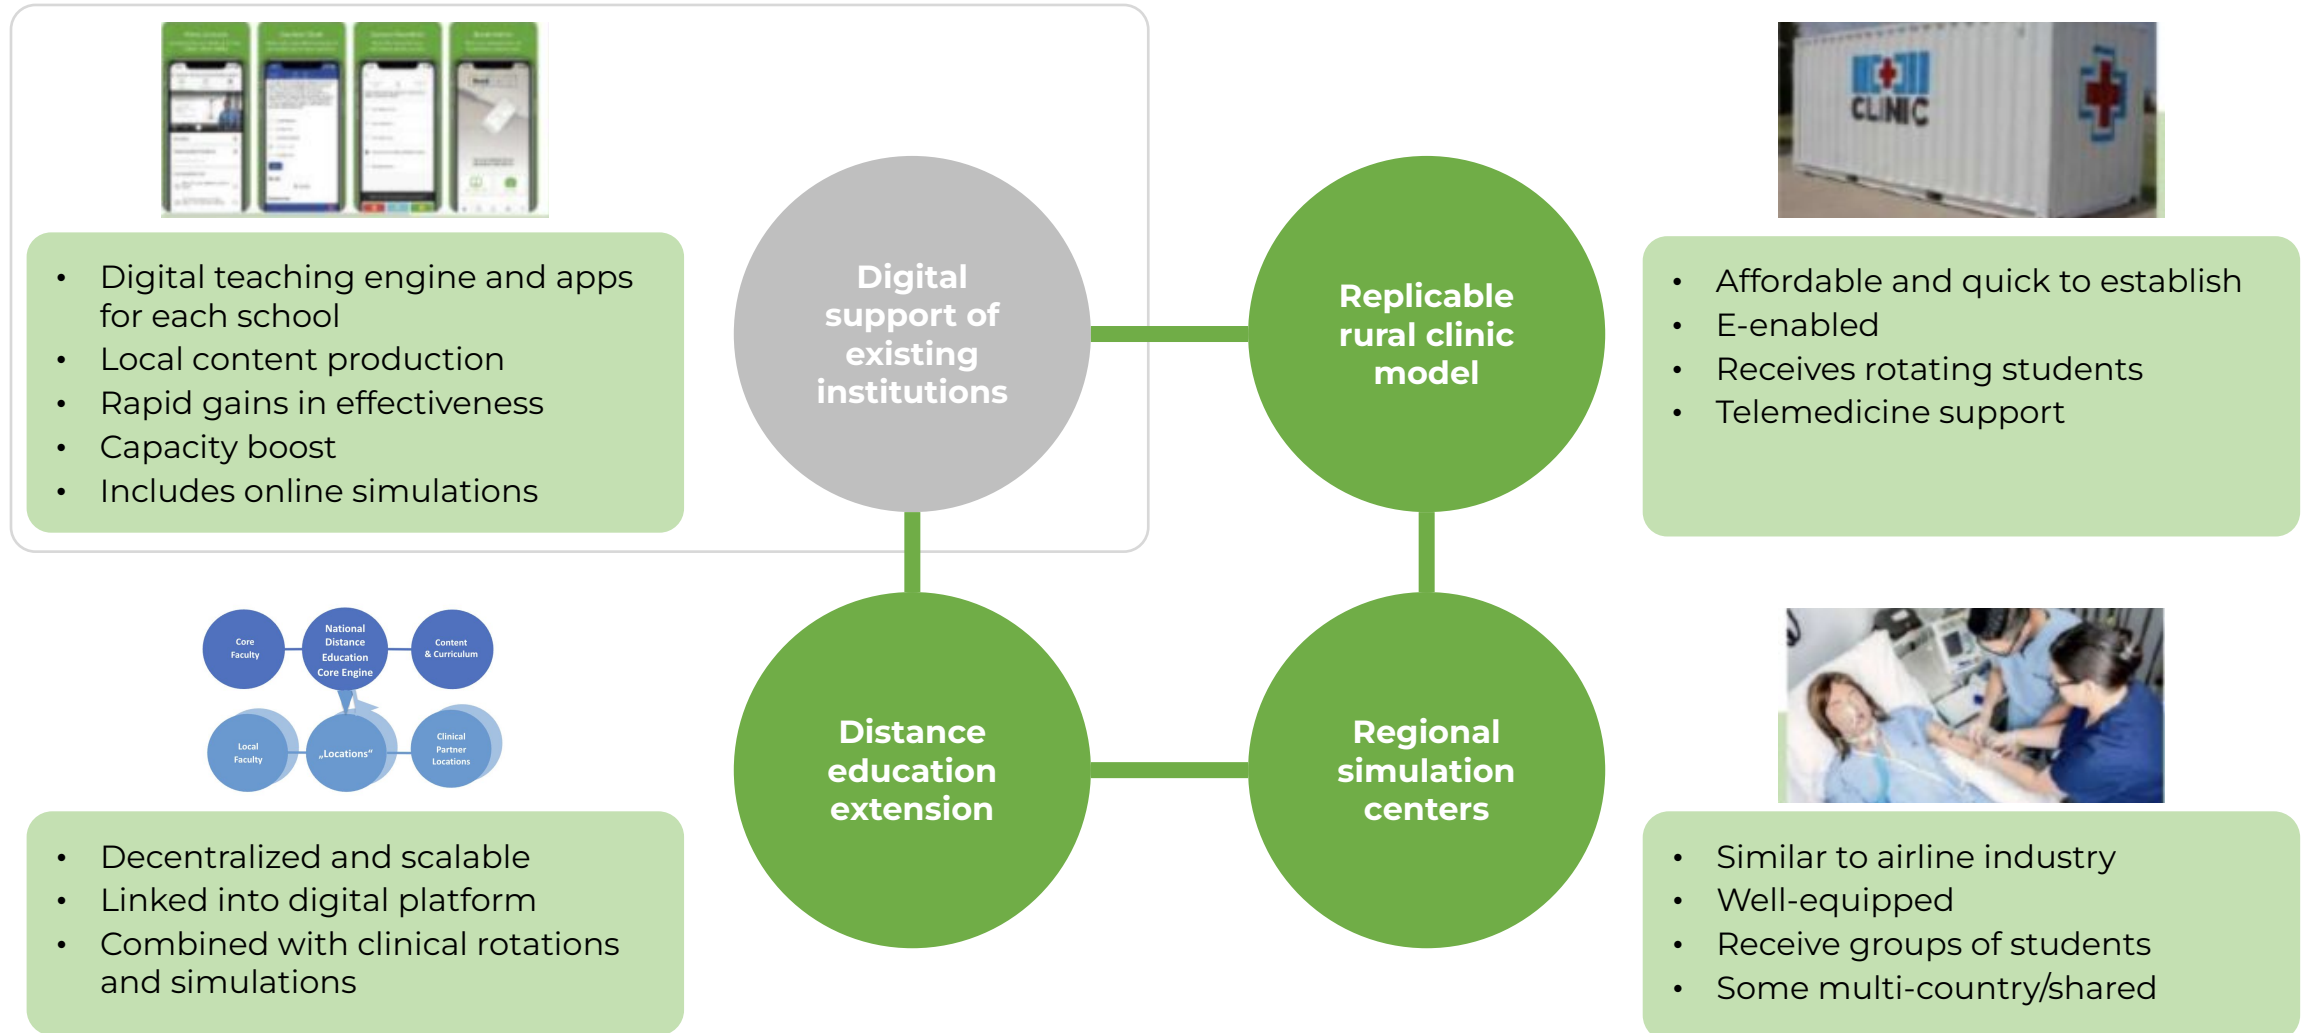 • Digital teaching engine and apps
for each school
• Local content production
• Rapid gains in effectiveness
• Capacity boost
• Includes online simulations
Digital
support of
existing
institutions
Replicable
rural clinic
model
CLINIC
• Affordable and quick to establish
• E-enabled
• Receives rotating students
• Telemedicine support
Core
Faculty
National
Distance
Education
Core Engine
Content
& Curriculum
Local
Faculty
„Locations“
Clinical
Partner
Locations
• Decentralized and scalable
• Linked into digital platform
• Combined with clinical rotations
and simulations
Distance
education
extension
Regional
simulation
centers
• Similar to airline industry
• Well-equipped
• Receive groups of students
• Some multi-country/shared